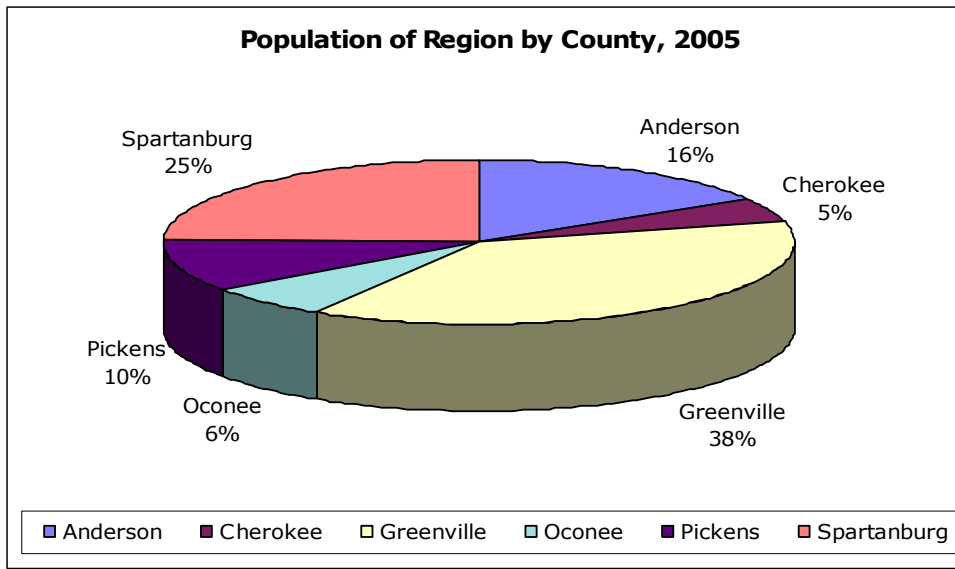 Population of Region by County, 2005
Spartanburg
25%
Anderson
16%
Cherokee
5%
Pickens
10%
Oconee
6%
Greenville
38%
Anderson Cherokee Greenville Oconee Pickens Spartanburg